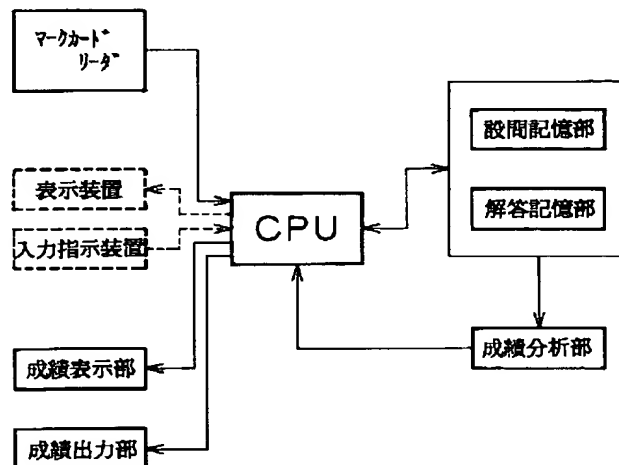 マークカード
リーダ
設問記憶部
解答記憶部
表示装置
入力指示装置
CPU
成績分析部
成績表示部
成績出力部